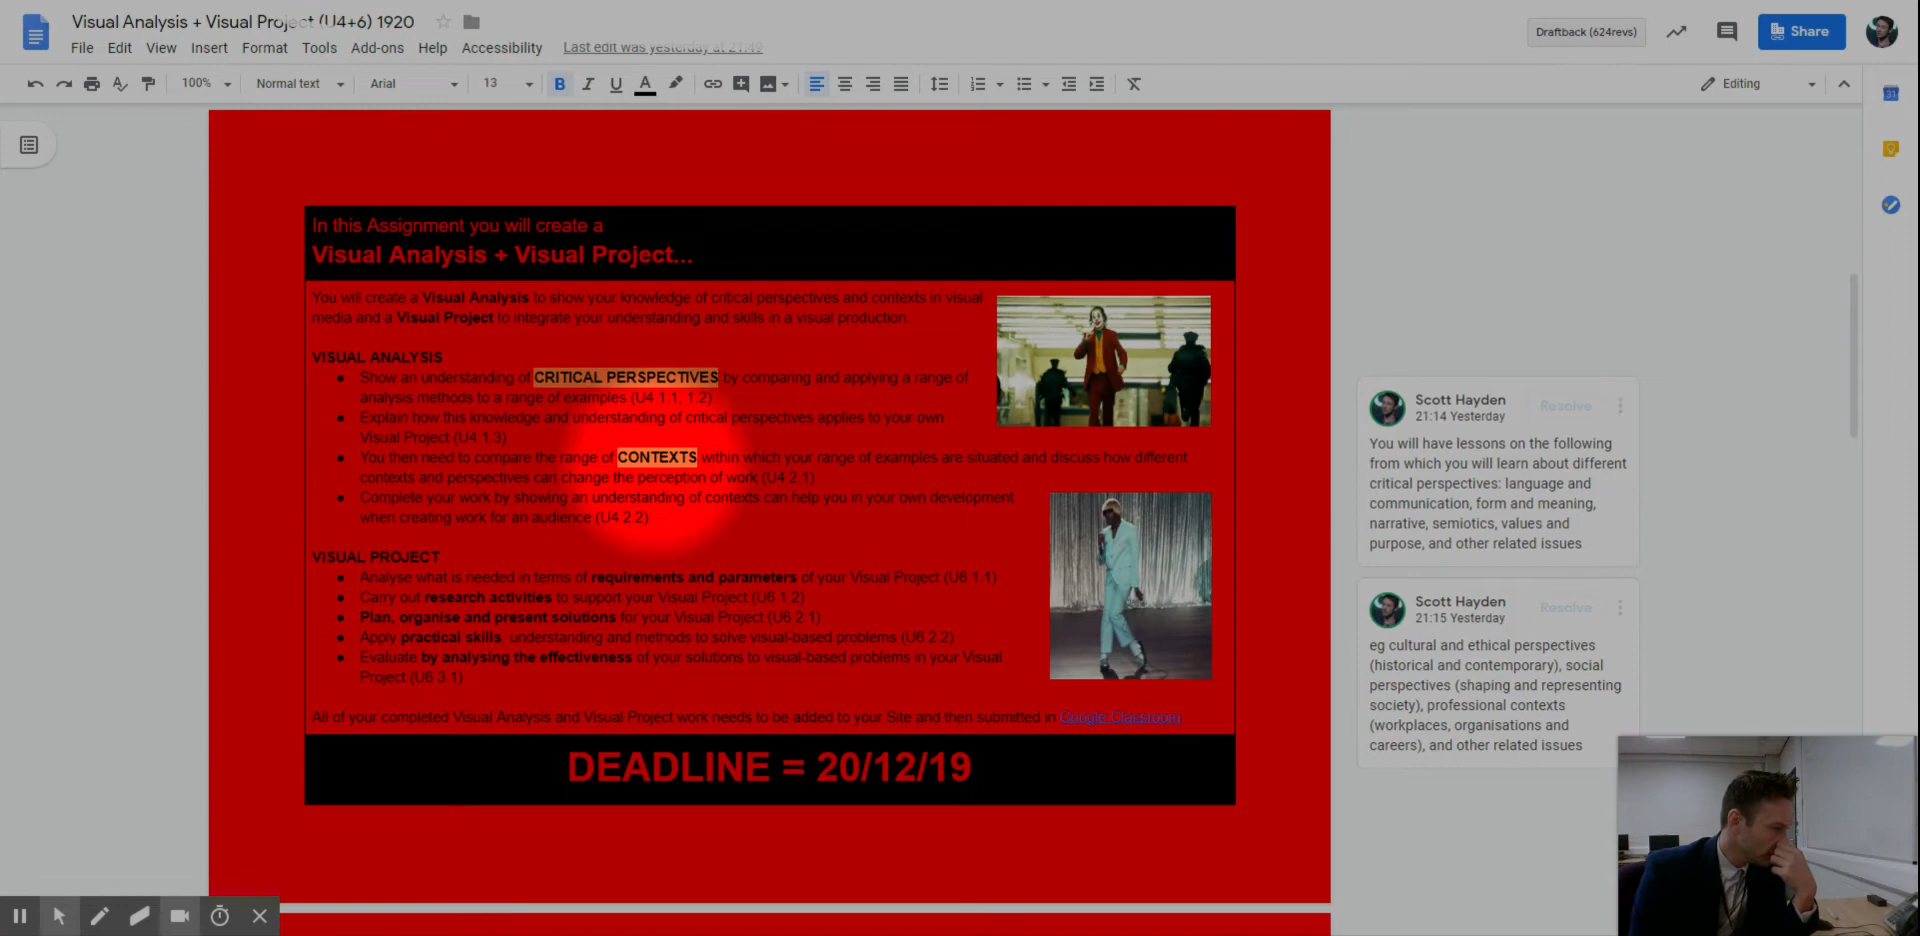 Visual Analysis + Visual Project (U4+6) 1920
File Edit View Insert Format Tools Add-ons Help Accessibility Last edit was yesterday at 21:49
Draftback (624revs)
Share
100% Normal text Arial 13 B I U A
Editing
31
In this Assignment you will create a
Visual Analysis + Visual Project...
You will create a Visual Analysis to show your knowledge of critical perspectives and contexts in visual
media and a Visual Project to integrate your understanding and skills in a visual production.
VISUAL ANALYSIS
● Show an understanding of CRITICAL PERSPECTIVES by comparing and applying a range of
analysis methods to a range of examples (U4 1.1, 1.2)
● Explain how this knowledge and understanding of critical perspectives applies to your own
Visual Project (U4 1.3)
● You then need to compare the range of CONTEXTS within which your range of examples are situated and discuss how different
contexts and perspectives can change the perception of work (U4 2.1)
● Complete your work by showing an understanding of contexts can help you in your own development
when creating work for an audience (U4 2.2)
VISUAL PROJECT
● Analyse what is needed in terms of requirements and parameters of your Visual Project (U6 1.1)
● Carry out research activities to support your Visual Project (U6 1.2)
● Plan, organise and present solutions for your Visual Project (U6 2.1)
● Apply practical skills, understanding and methods to solve visual-based problems (U6 2.2)
● Evaluate by analysing the effectiveness of your solutions to visual-based problems in your Visual
Project (U6 3.1)
All of your completed Visual Analysis and Visual Project work needs to be added to your Site and then submitted in Google Classroom
DEADLINE = 20/12/19
Scott Hayden
21:14 Yesterday
Resolve
You will have lessons on the following
from which you will learn about different
critical perspectives: language and
communication, form and meaning,
narrative, semiotics, values and
purpose, and other related issues
Scott Hayden
21:15 Yesterday
Resolve
eg cultural and ethical perspectives
(historical and contemporary), social
perspectives (shaping and representing
society), professional contexts
(workplaces, organisations and
careers), and other related issues